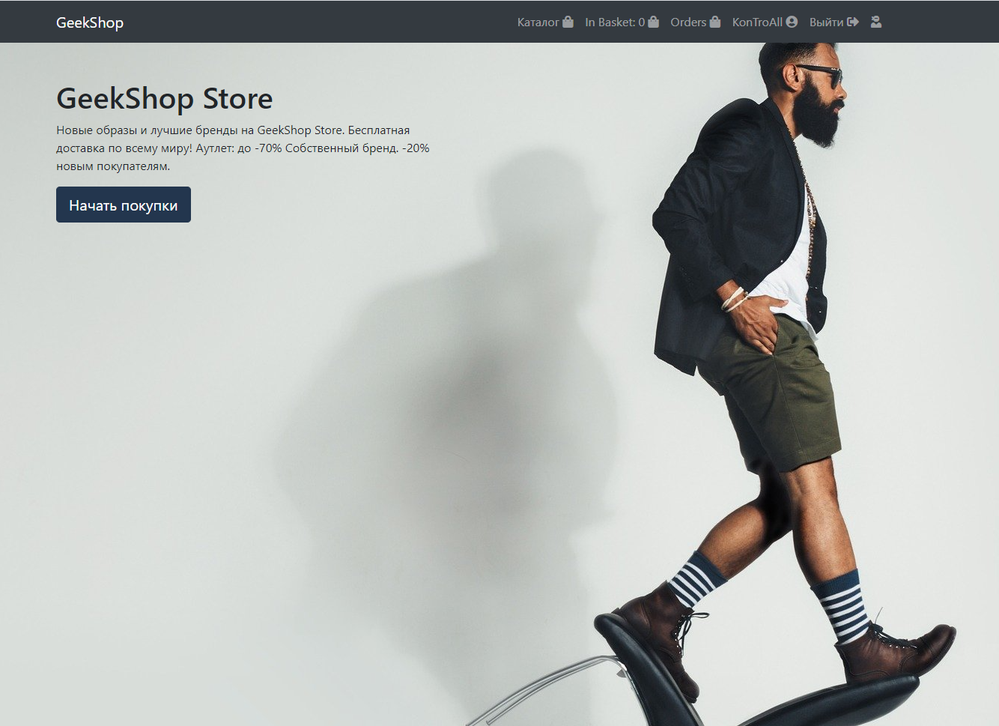 GeekShop
Каталог In Basket: 0 Orders KonTroAll Выйти
GeekShop Store
Новые образы и лучшие бренды на GeekShop Store. Бесплатная
доставка по всему миру! Аутлет: до -70% Собственный бренд. -20%
новым покупателям.
Начать покупки